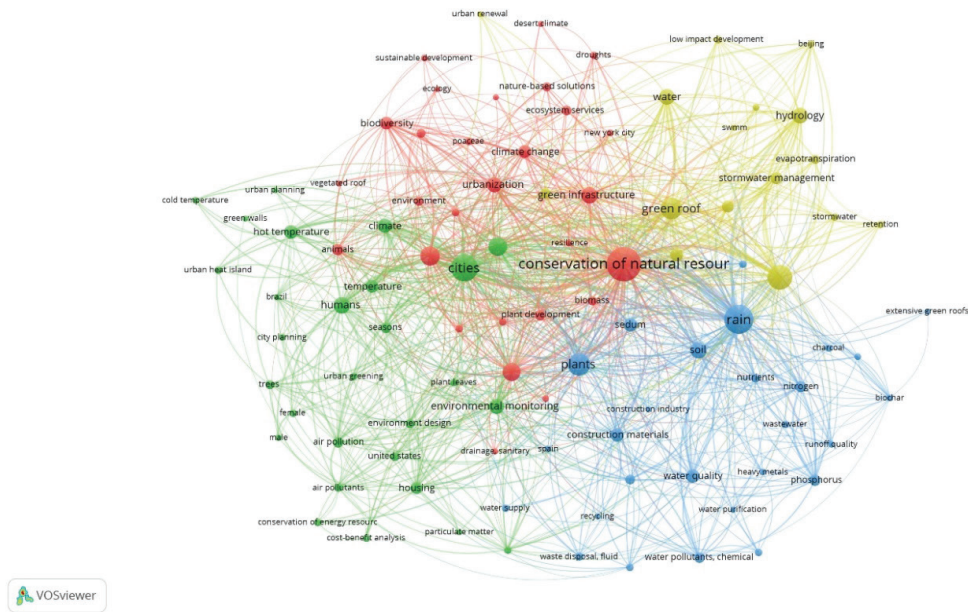 urban renewal
desert climate
low impact development
beijing
sustainable development
droughts
ecology
nature-based solutions
water
ecosystem services
hydrology
biodiversity
new york city
swmm
poaceae
climate change
evapotranspiration
stormwater management
vegetated roof
urbanization
urban planning
green infrastructure
cold temperature
environment
green roof
green walls
stormwater
retention
climate
hot temperature
resilience
animals
cities
conservation of natural resour
urban heat island
temperature
brazil
biomass
humans
plant development
rain
extensive green roofs
seasons
sedum
city planning
soil
charcoal
plants
urban greening
plant leaves
nutrients
trees
nitrogen
biochar
environmental monitoring
construction industry
female
environment design
wastewater
male
air pollution
construction materials
runoff quality
drainage, sanitary
spain
united states
heavy metals
water quality
phosphorus
air pollutants
housing
water supply
recycling
water purification
conservation of energy resourc
particulate matter
cost-benefit analysis
waste disposal, fluid
water pollutants, chemical
VOSviewer